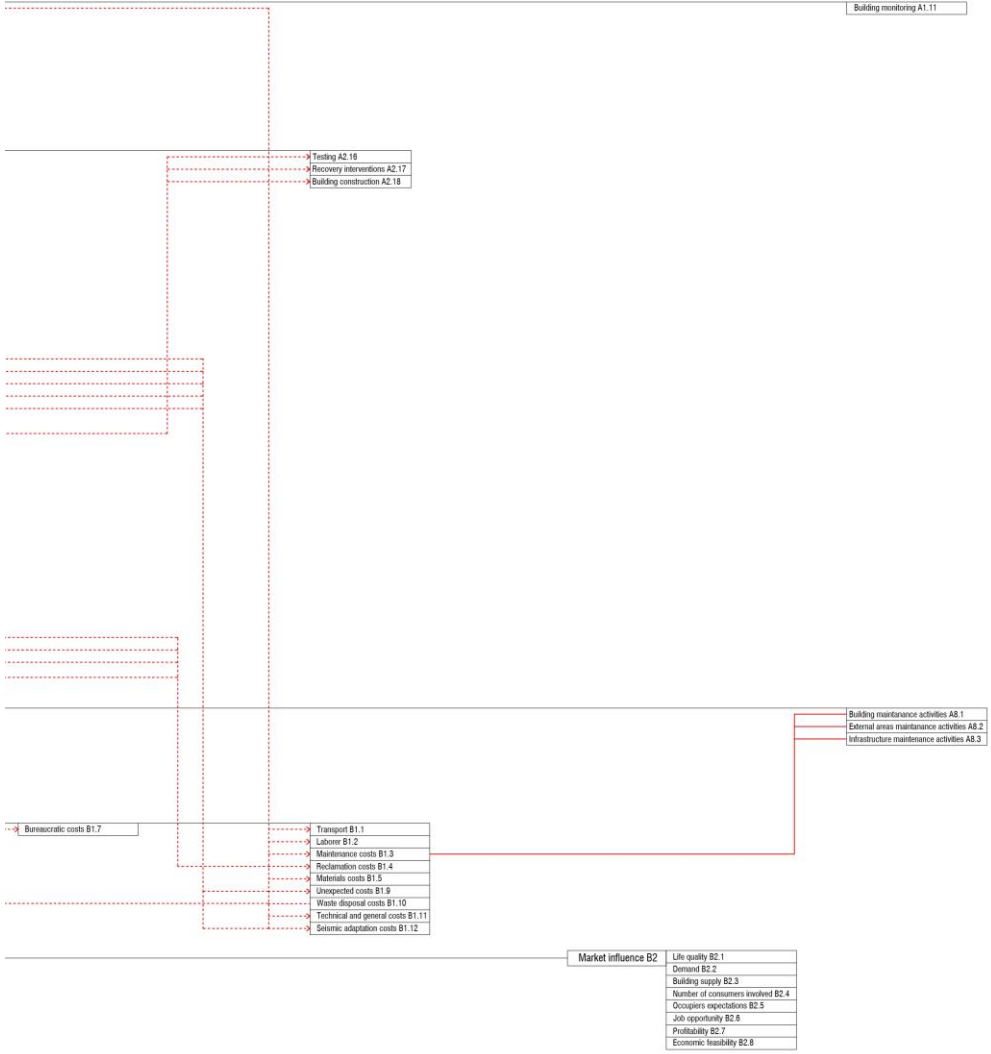 Building monitoring A1.11
Testing A2.16
Recovery interventions A2.17
Building construction A2.18
Building maintanance activities A8.1
External areas maintanance activities A8.2
Infrastructure maintenance activities A8.3
Bureaucratic costs B1.7
Transport B1.1
Laborer B1.2
Maintenance costs B1.3
Reclamation costs B1.4
Materials costs B1.5
Unexpected costs B1.9
Waste disposal costs B1.10
Technical and general costs B1.11
Seismic adaptation costs B1.12
Market influence B2
Life quality B2.1
Demand B2.2
Building supply B2.3
Number of consumers involved B2.4
Occupiers expectations B2.5
Job opportunity B2.6
Profitability B2.7
Economic feasibility B2.8